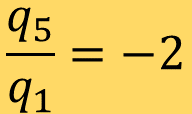 q₅/q₁ = −2